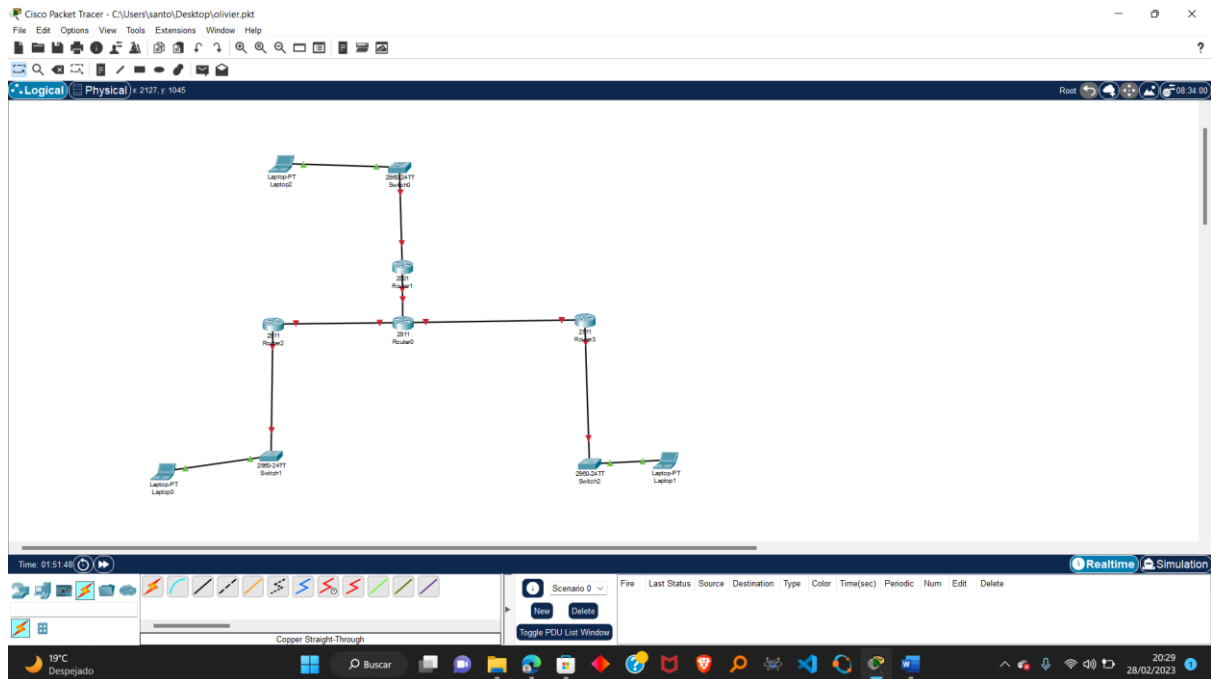 Cisco Packet Tracer - C:\Users\santo\Desktop\olivier.pkt
File Edit Options View Tools Extensions Window Help
?
Logical Physical x: 2127, y: 1045 Root 08:34:00
Laptop-PT
Laptop2
2960-24TT
Switch0
Router1
2911
Router2
2911
Router0
2911
Router3
2960-24TT
Switch1
Laptop-PT
Laptop0
2960-24TT
Switch2
Laptop-PT
Laptop1
Time: 01:51:48 Realtime Simulation
Scenario 0
New Delete
Toggle PDU List Window
Fire Last Status Source Destination Type Color Time(sec) Periodic Num Edit Delete
Copper Straight-Through
19°C
Despejado
Buscar
20:29
28/02/2023
1